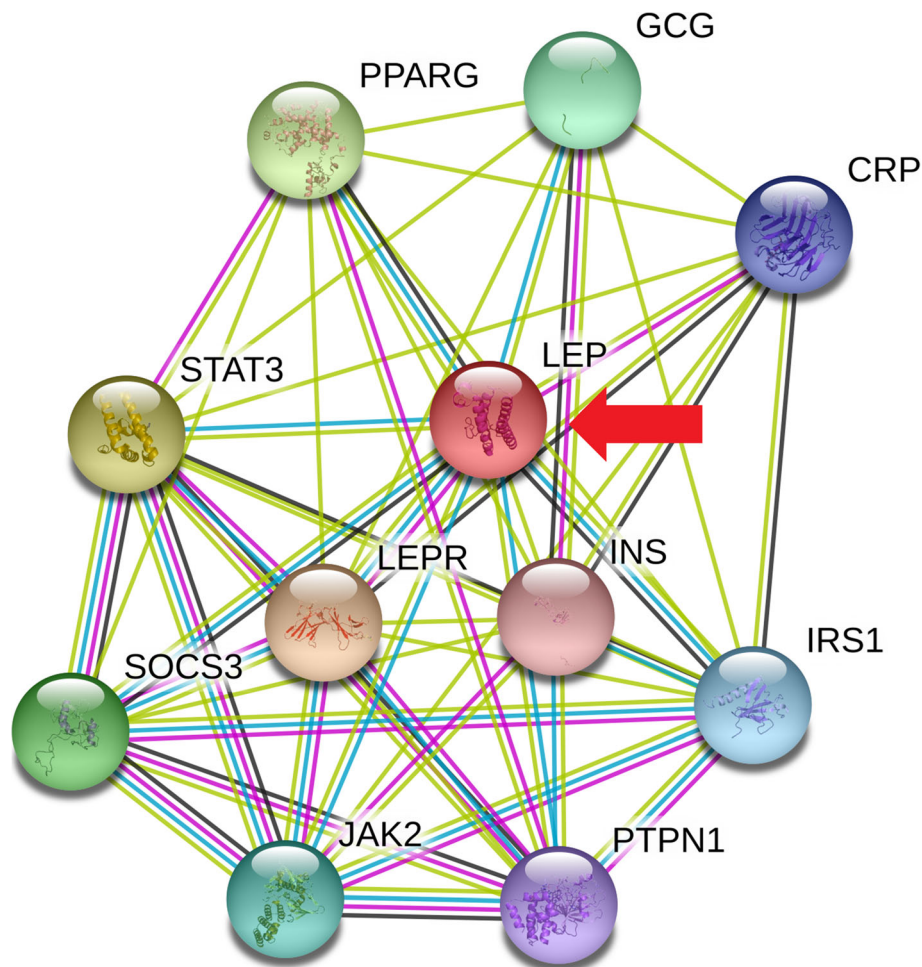 GCG
PPARG
CRP
LEP
STAT3
INS
LEPR
IRS1
SOCS3
JAK2
PTPN1